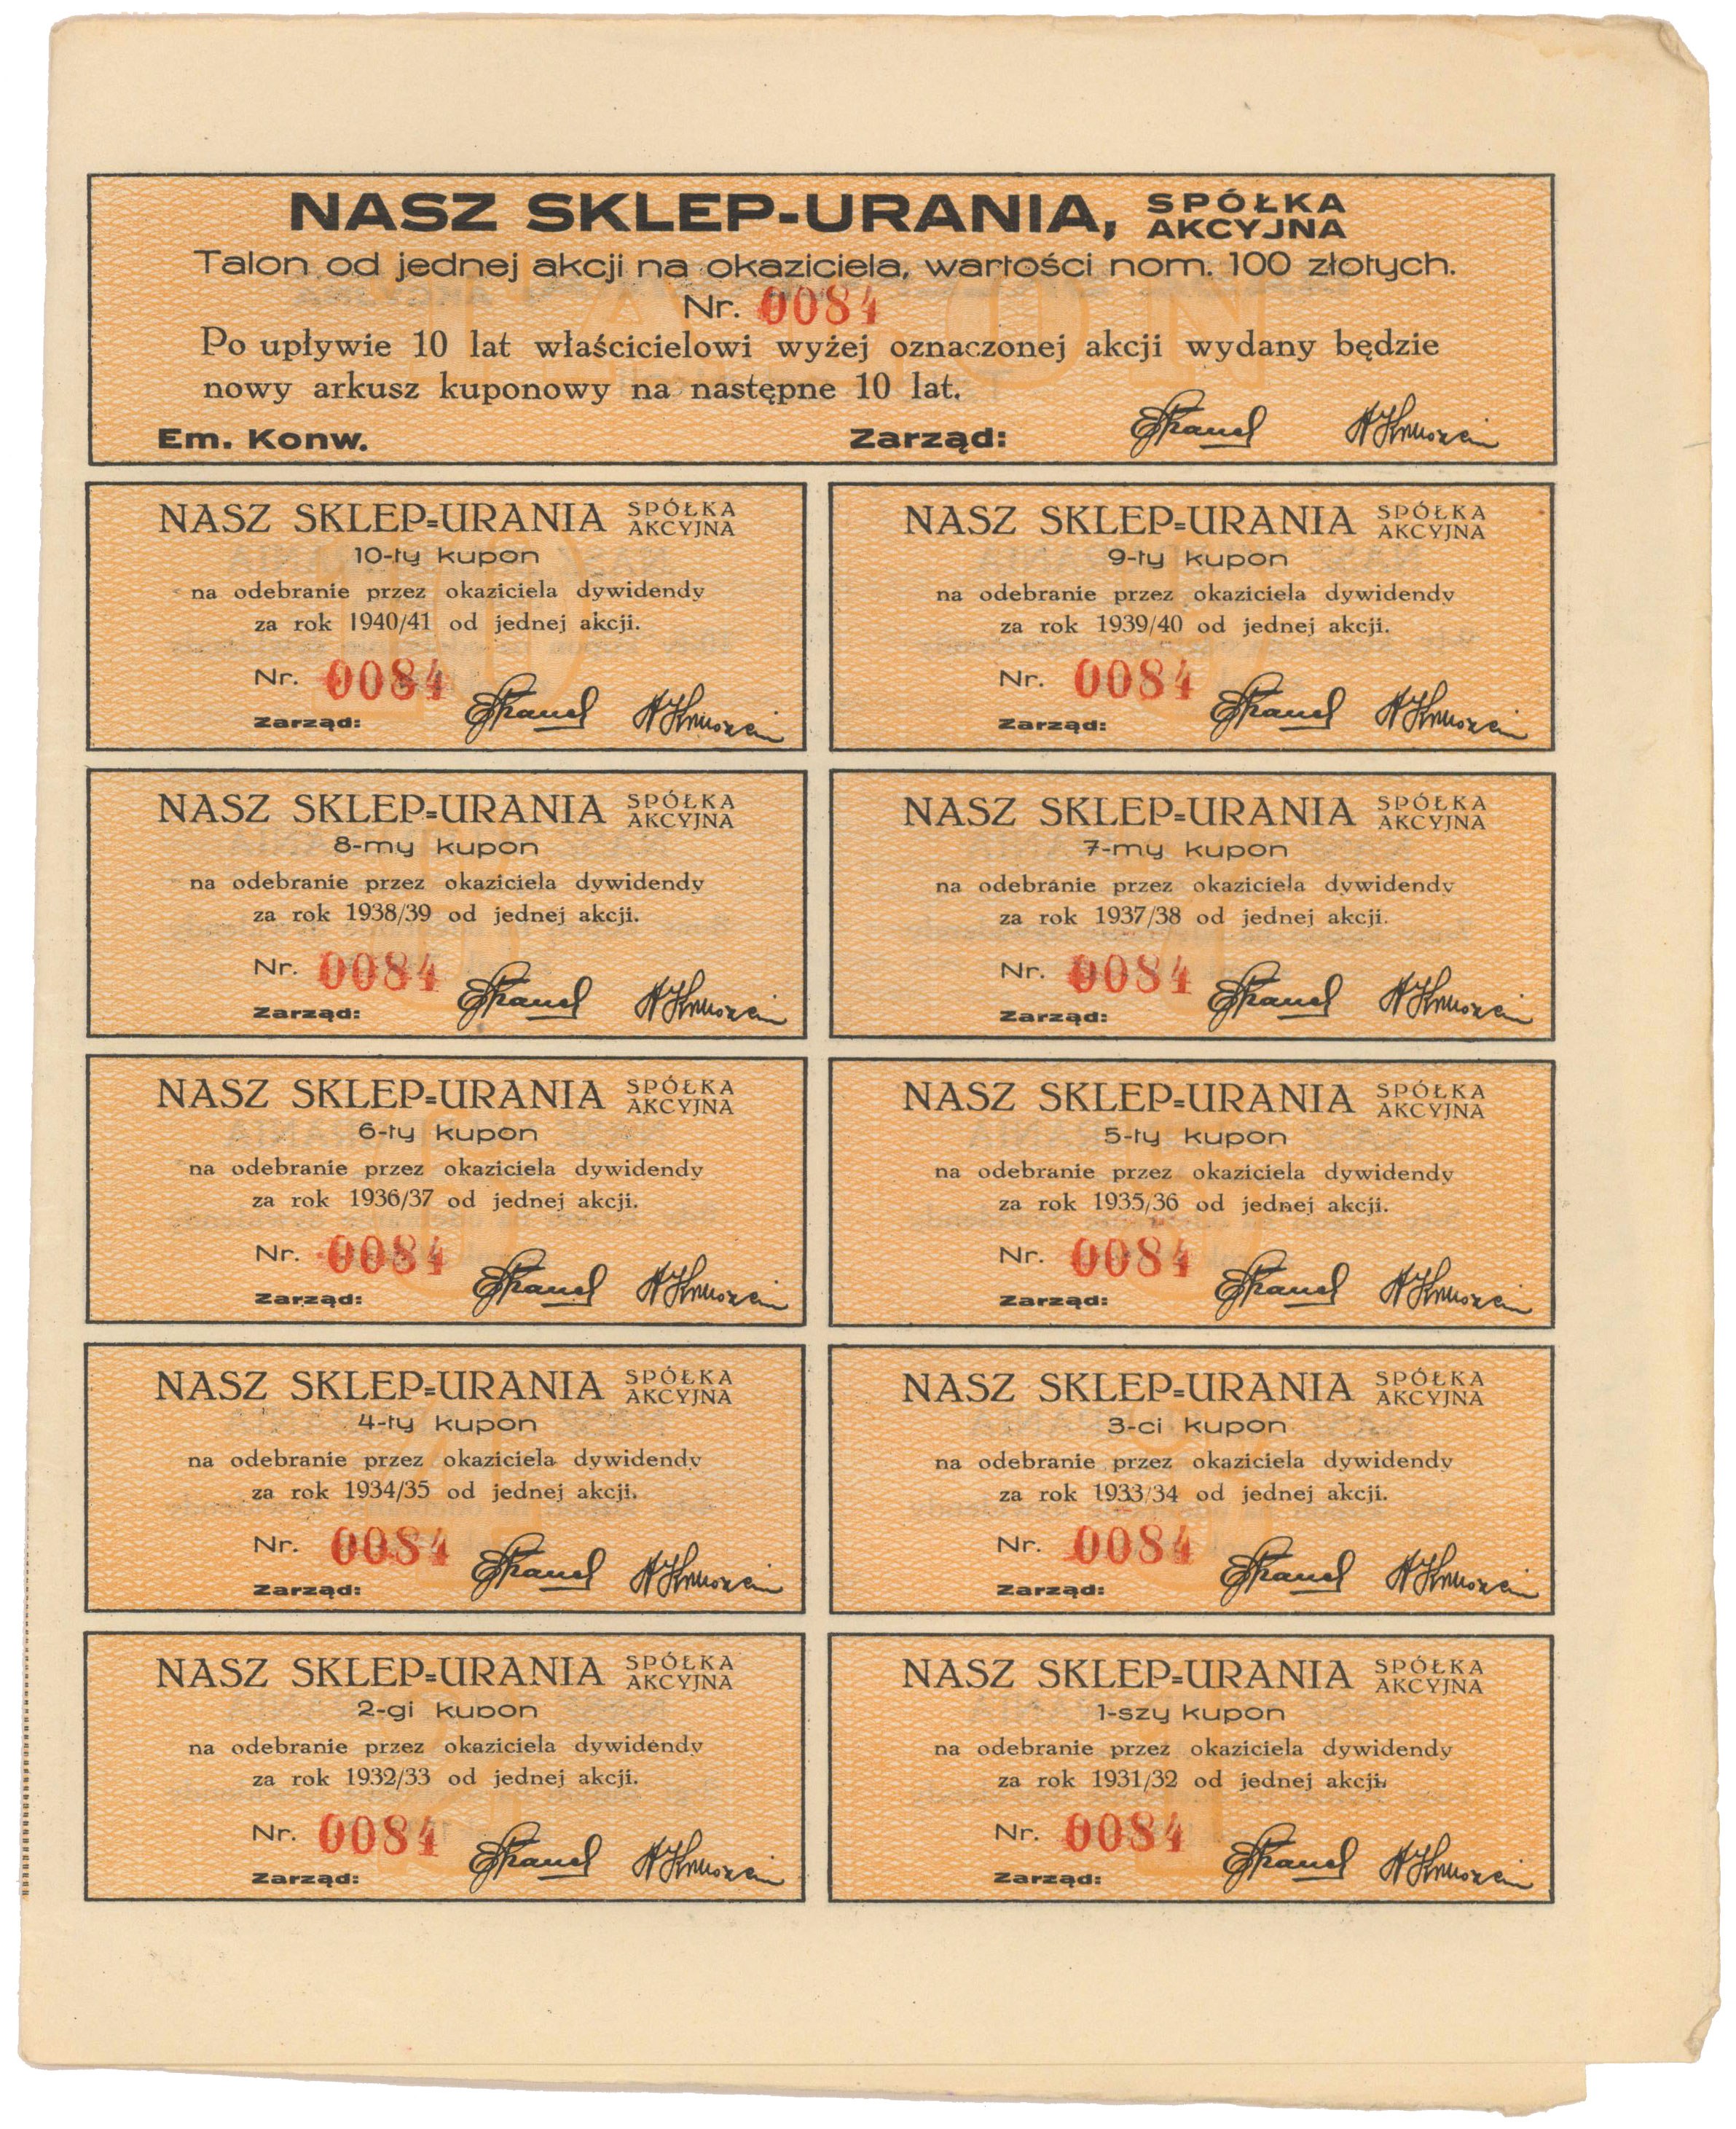 NASZ SKLEP-URANIA, SPÓŁKA AKCYJNA
Talon od jednej akcji na okaziciela, wartości nom. 100 złotych.
Nr. 0084
Po upływie 10 lat właścicielowi wyżej oznaczonej akcji wydany będzie
nowy arkusz kuponowy na następne 10 lat.
Em. Konw. Zarząd:
NASZ SKLEP=URANIA SPÓŁKA AKCYJNA
10-ty kupon
na odebranie przez okaziciela dywidendy
za rok 1940/41 od jednej akcji.
Nr. 0084
Zarząd:
NASZ SKLEP=URANIA SPÓŁKA AKCYJNA
9-ty kupon
na odebranie przez okaziciela dywidendy
za rok 1939/40 od jednej akcji.
Nr. 0084
Zarząd:
NASZ SKLEP=URANIA SPÓŁKA AKCYJNA
8-my kupon
na odebranie przez okaziciela dywidendy
za rok 1938/39 od jednej akcji.
Nr. 0084
Zarząd:
NASZ SKLEP=URANIA SPÓŁKA AKCYJNA
7-my kupon
na odebranie przez okaziciela dywidendy
za rok 1937/38 od jednej akcji.
Nr. 0084
Zarząd:
NASZ SKLEP=URANIA SPÓŁKA AKCYJNA
6-ty kupon
na odebranie przez okaziciela dywidendy
za rok 1936/37 od jednej akcji.
Nr. 0084
Zarząd:
NASZ SKLEP=URANIA SPÓŁKA AKCYJNA
5-ty kupon
na odebranie przez okaziciela dywidendy
za rok 1935/36 od jednej akcji.
Nr. 0084
Zarząd:
NASZ SKLEP=URANIA SPÓŁKA AKCYJNA
4-ty kupon
na odebranie przez okaziciela dywidendy
za rok 1934/35 od jednej akcji.
Nr. 0084
Zarząd:
NASZ SKLEP=URANIA SPÓŁKA AKCYJNA
3-ci kupon
na odebranie przez okaziciela dywidendy
za rok 1933/34 od jednej akcji.
Nr. 0084
Zarząd:
NASZ SKLEP=URANIA SPÓŁKA AKCYJNA
2-gi kupon
na odebranie przez okaziciela dywidendy
za rok 1932/33 od jednej akcji.
Nr. 0084
Zarząd:
NASZ SKLEP=URANIA SPÓŁKA AKCYJNA
1-szy kupon
na odebranie przez okaziciela dywidendy
za rok 1931/32 od jednej akcji.
Nr. 0084
Zarząd: